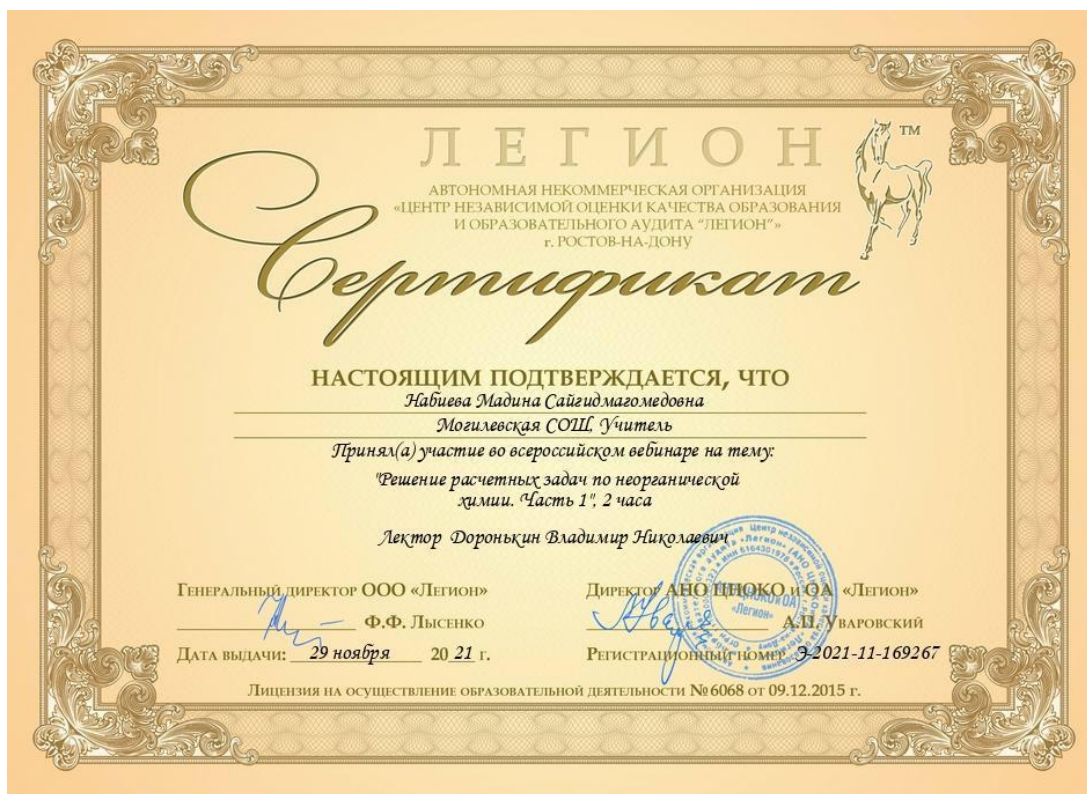 ЛЕГИОН
TM
АВТОНОМНАЯ НЕКОММЕРЧЕСКАЯ ОРГАНИЗАЦИЯ
«ЦЕНТР НЕЗАВИСИМОЙ ОЦЕНКИ КАЧЕСТВА ОБРАЗОВАНИЯ
И ОБРАЗОВАТЕЛЬНОГО АУДИТА “ЛЕГИОН”»
г. РОСТОВ-НА-ДОНУ
Сертификат
НАСТОЯЩИМ ПОДТВЕРЖДАЕТСЯ, ЧТО
Набиева Мадина Сайгидмагомедовна
Могилевская СОШ, Учитель
Принял(а) участие во всероссийском вебинаре на тему:
"Решение расчетных задач по неорганической
химии. Часть 1", 2 часа
Лектор Доронькин Владимир Николаевич
Генеральный директор ООО «Легион»
Ф.Ф. Лысенко
Директор АНО ЦНОКО и ОА «Легион»
А.П. Уваровский
Дата выдачи: 29 ноября 20 21 г.
Регистрационный номер Э-2021-11-169267
Лицензия на осуществление образовательной деятельности №6068 от 09.12.2015 г.